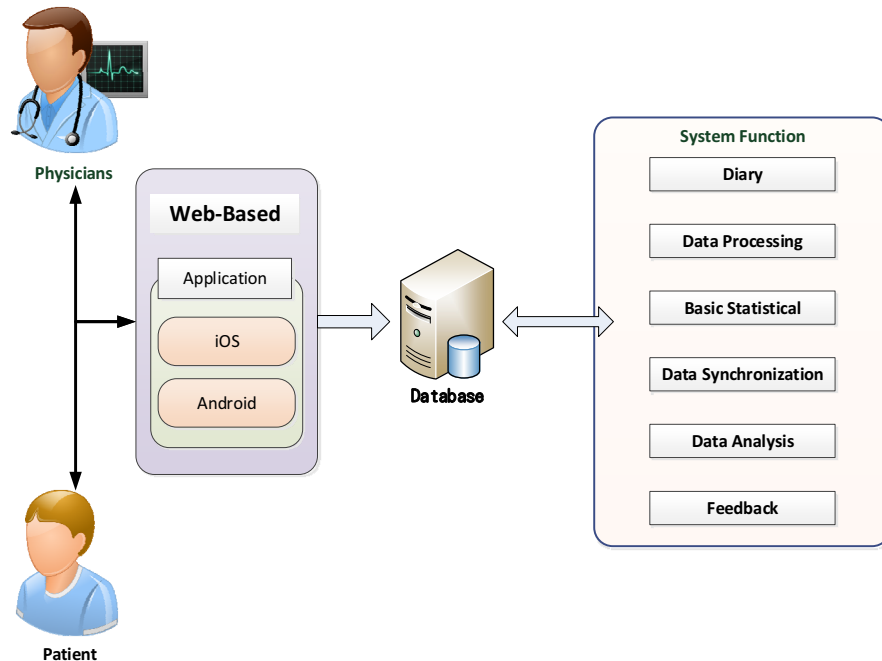 Physicians
Web-Based
Application
iOS
Android
Patient
Database
System Function
Diary
Data Processing
Basic Statistical
Data Synchronization
Data Analysis
Feedback